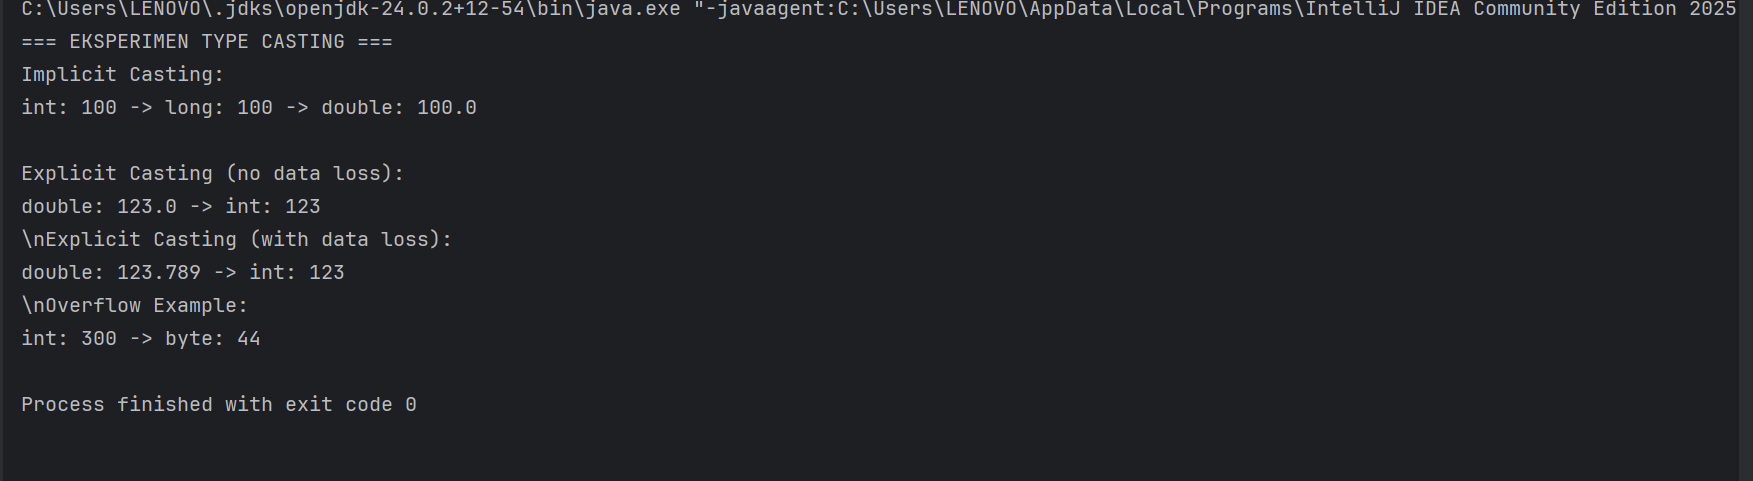 C:\Users\LENOVO\.jdks\openjdk-24.0.2+12-54\bin\java.exe "-javaagent:C:\Users\LENOVO\AppData\Local\Programs\IntelliJ IDEA Community Edition 2025
=== EKSPERIMEN TYPE CASTING ===
Implicit Casting:
int: 100 -> long: 100 -> double: 100.0
Explicit Casting (no data loss):
double: 123.0 -> int: 123
\nExplicit Casting (with data loss):
double: 123.789 -> int: 123
\nOverflow Example:
int: 300 -> byte: 44
Process finished with exit code 0